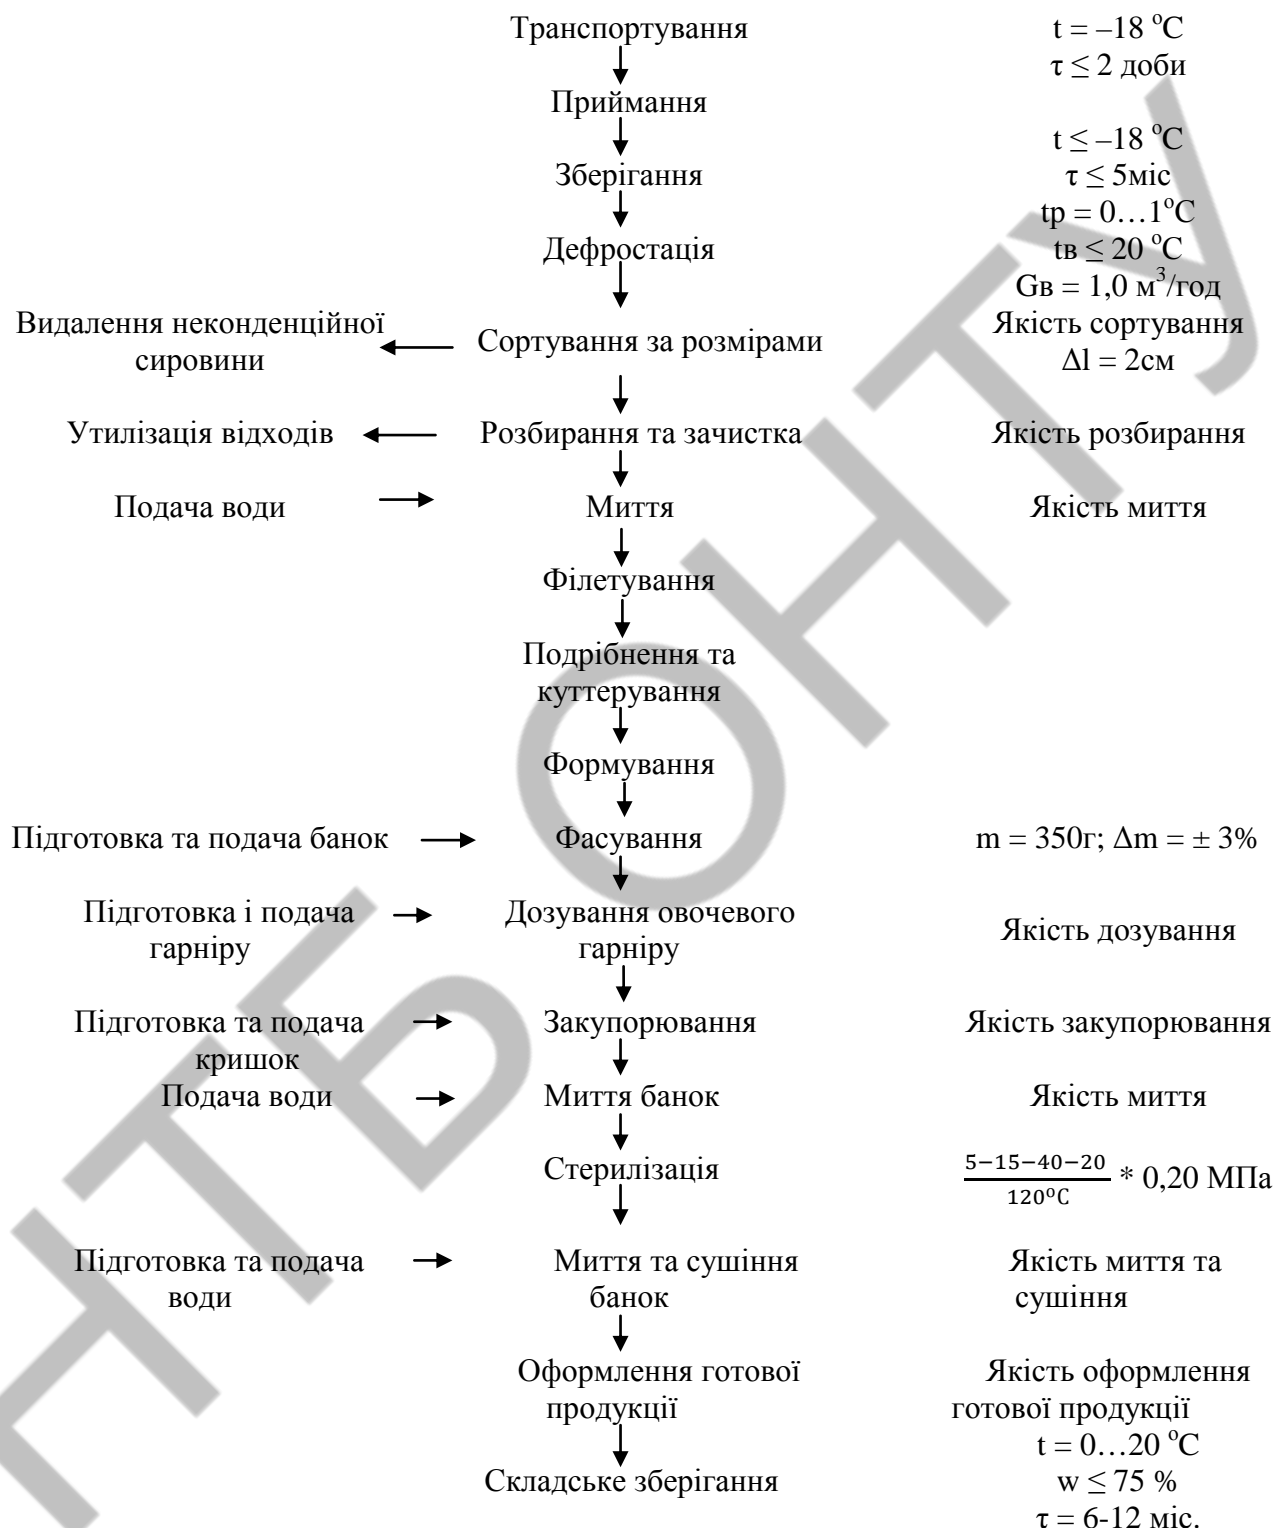 Транспортування
t = –18 °С
τ ≤ 2 доби
Приймання
t ≤ –18 °С
Зберігання
τ ≤ 5міс
tр = 0…1°С
Дефростація
tв ≤ 20 °С
Gв = 1,0 м³/год
Видалення неконденційної
сировини
Сортування за розмірами
Якість сортування
Δl = 2см
Утилізація відходів
Розбирання та зачистка
Якість розбирання
Подача води
Миття
Якість миття
Філетування
Подрібнення та
куттерування
Формування
Підготовка та подача банок
Фасування
m = 350г; Δm = ± 3%
Підготовка і подача
гарніру
Дозування овочевого
гарніру
Якість дозування
Підготовка та подача
кришок
Закупорювання
Якість закупорювання
Подача води
Миття банок
Якість миття
Стерилізація
5−15−40−20
120°С
* 0,20 МПа
Підготовка та подача
води
Миття та сушіння
банок
Якість миття та
сушіння
Оформлення готової
продукції
Якість оформлення
готової продукції
t = 0…20 °С
Складське зберігання
w ≤ 75 %
τ = 6-12 міс.
НТБ ОНТУ